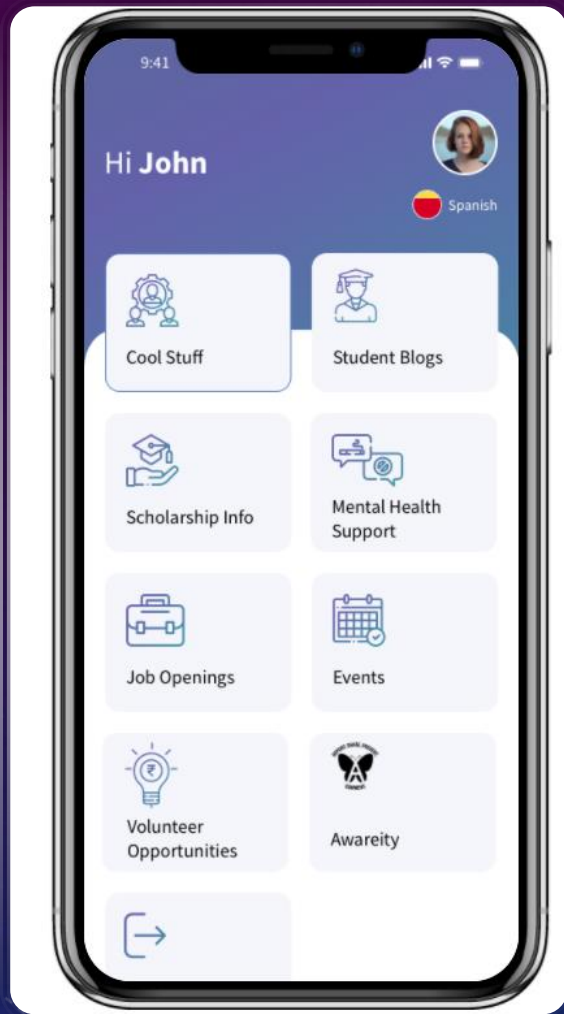 9:41
Hi John
Spanish
Cool Stuff
Student Blogs
Scholarship Info
Mental Health
Support
Job Openings
Events
Volunteer
Opportunities
Awareity